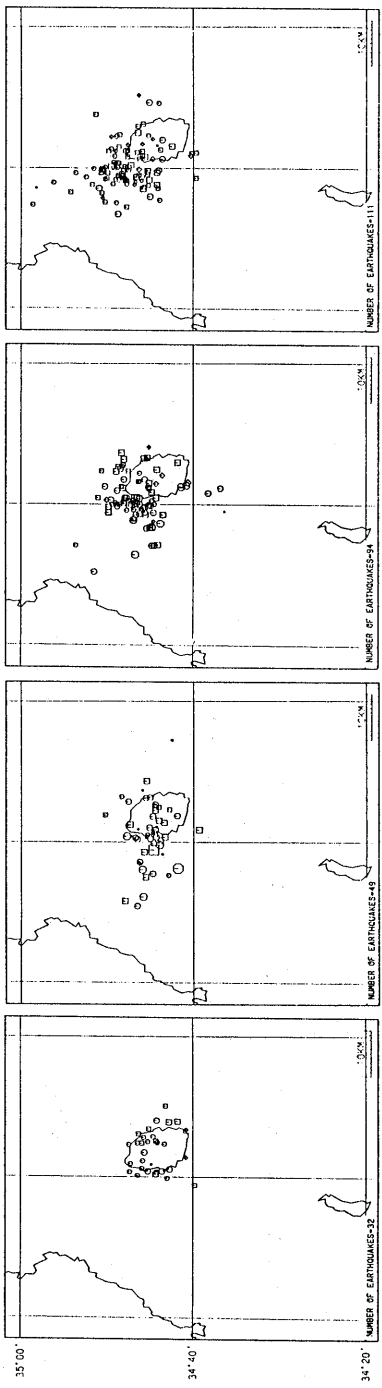 10KM
NUMBER OF EARTHQUAKES=111
10KM
NUMBER OF EARTHQUAKES=94
10KM
NUMBER OF EARTHQUAKES=49
10KM
NUMBER OF EARTHQUAKES=32
35°00'
34°40'
34°20'